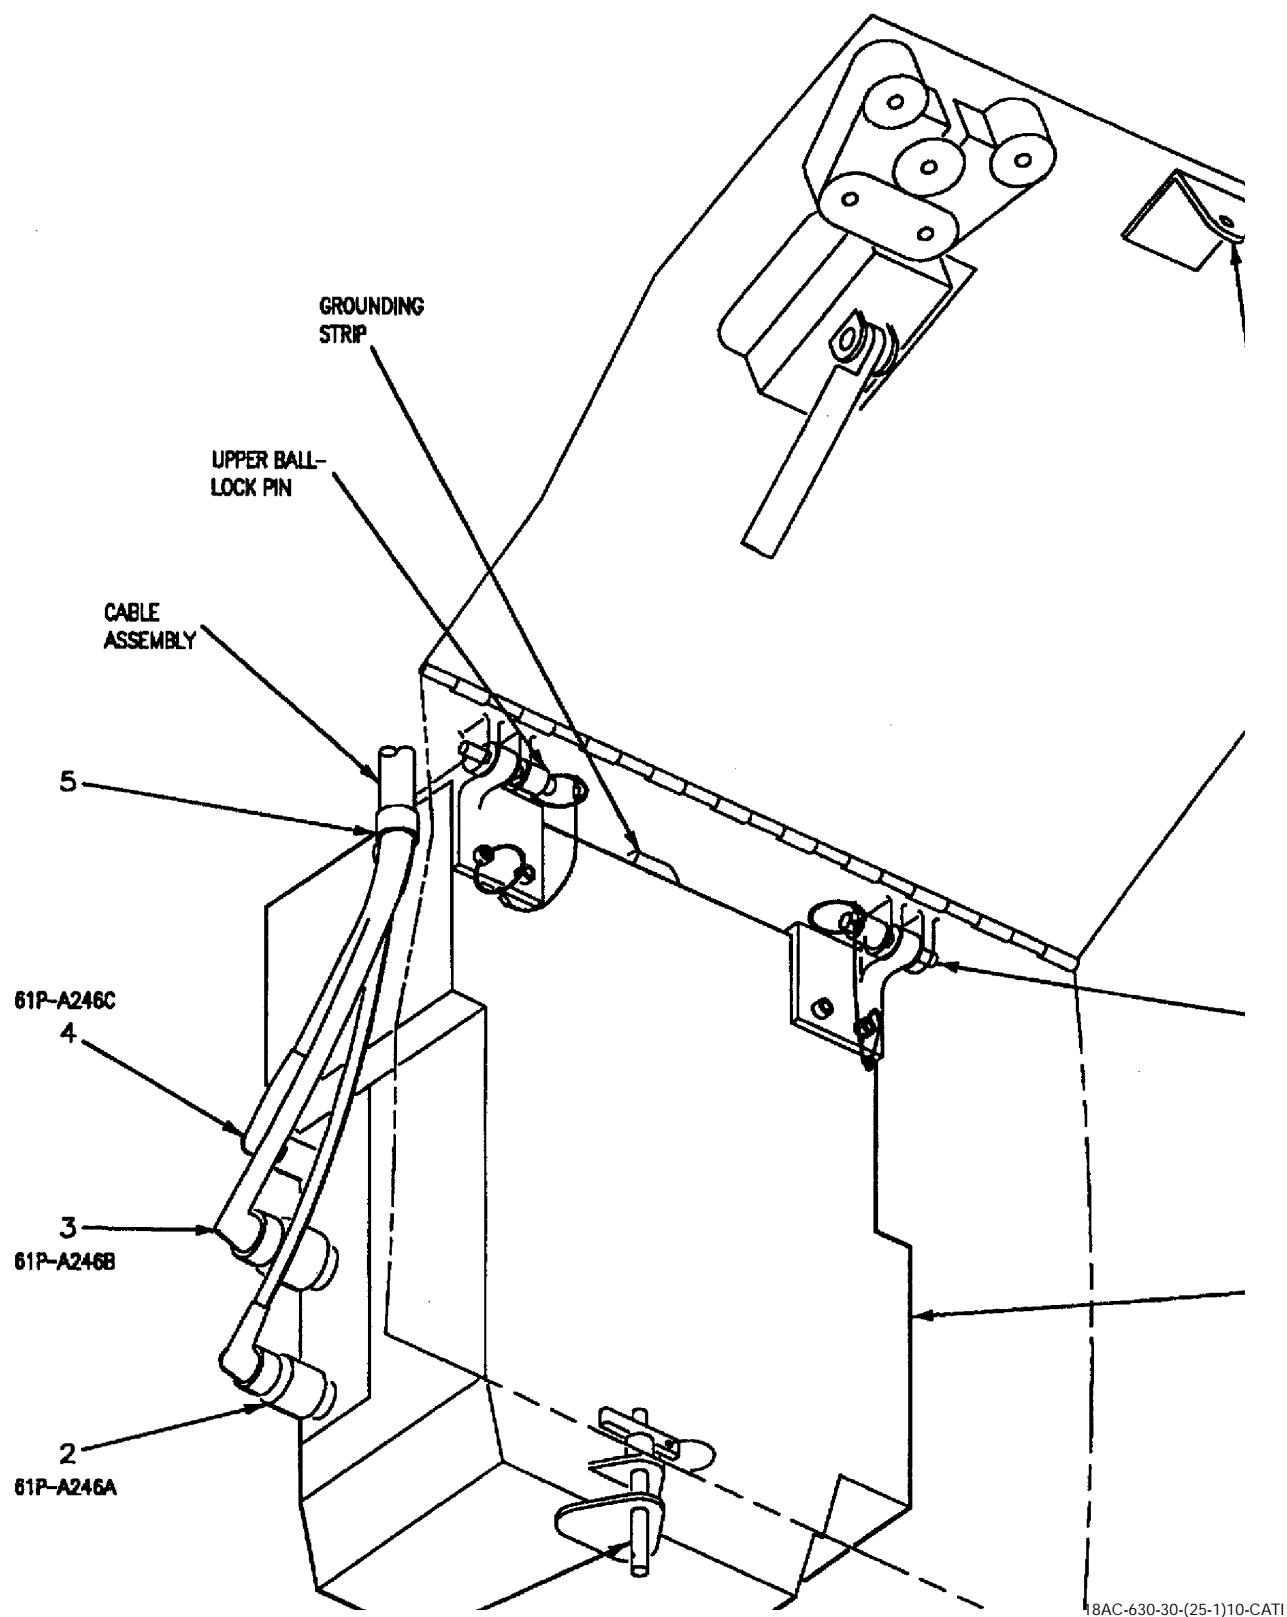 GROUNDING
STRIP
UPPER BALL-
LOCK PIN
CABLE
ASSEMBLY
5
61P-A246C
4
3
61P-A246B
2
61P-A246A
18AC-630-30-(25-1)10-CATI